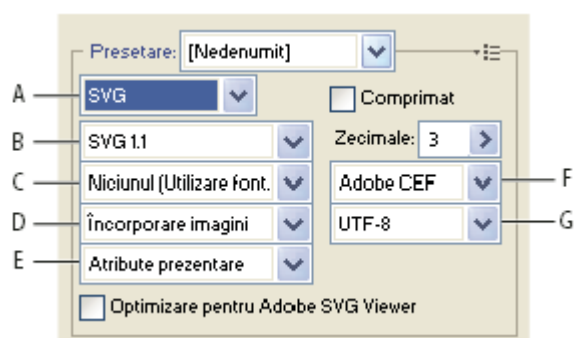 Presetare: [Nedenumit]
A SVG Comprimat
B SVG 1.1 Zecimale: 3
C Niciunul (Utilizare font. Adobe CEF F
D Încorporare imagini UTF-8 G
E Atribute prezentare
Optimizare pentru Adobe SVG Viewer